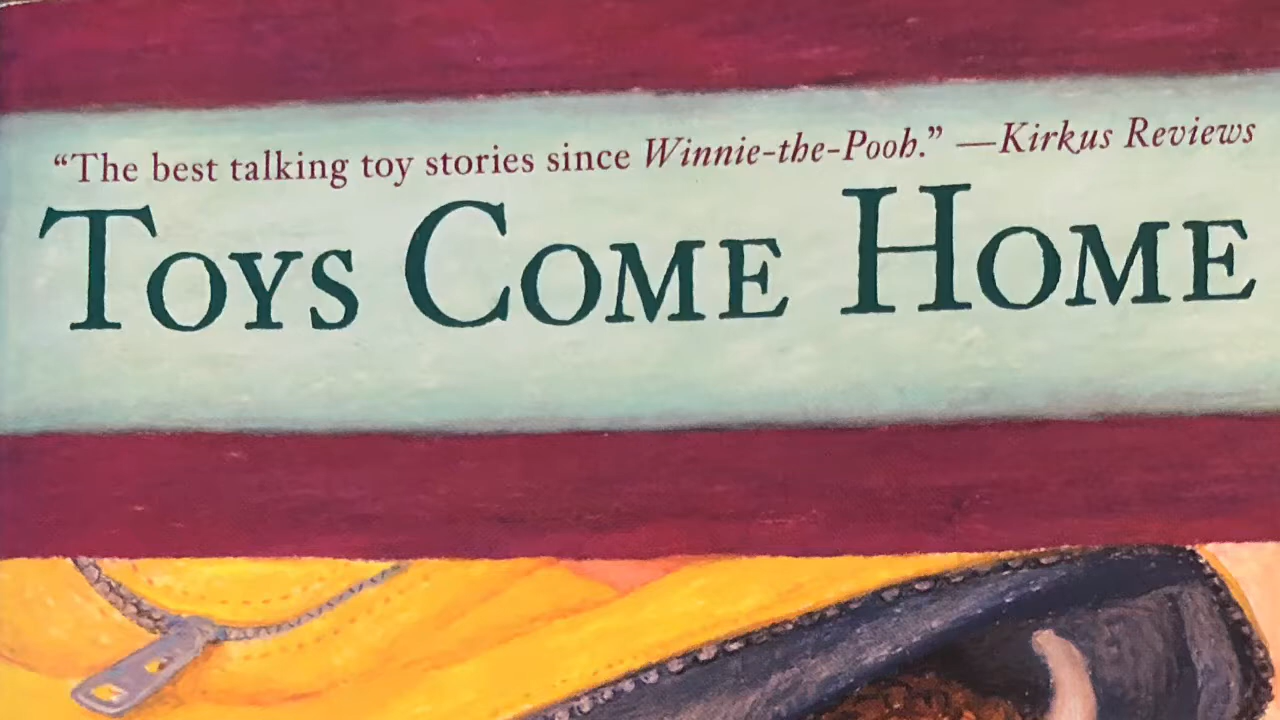 “The best talking toy stories since Winnie-the-Pooh.” —Kirkus Reviews
TOYS COME HOME